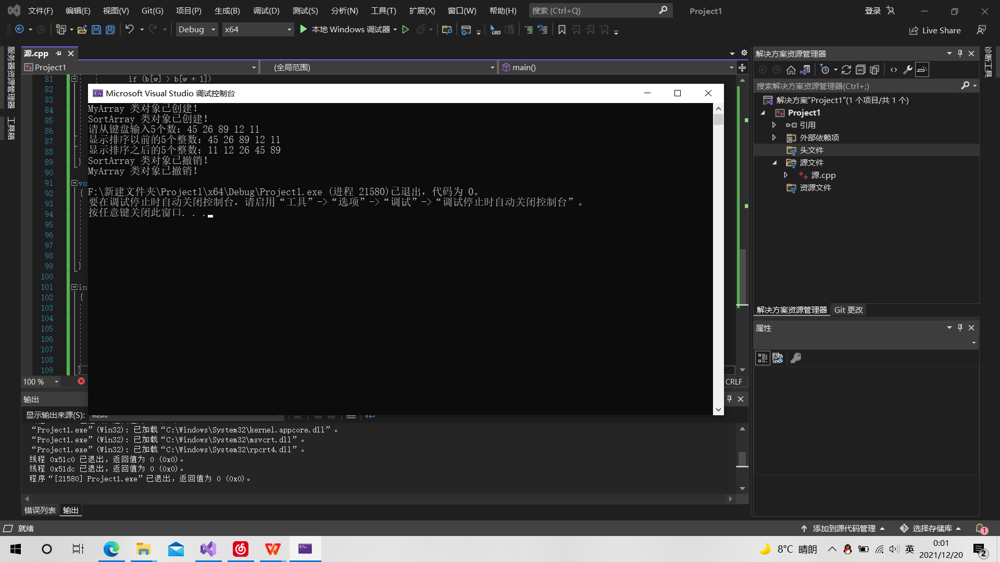 文件(F) 编辑(E) 视图(V) Git(G) 项目(P) 生成(B) 调试(D) 测试(S) 分析(N) 工具(T) 扩展(X) 窗口(W) 帮助(H) 搜索 (Ctrl+Q) Project1 登录
Debug x64 本地 Windows 调试器 Live Share
服务器资源管理器
工具箱
源.cpp
Project1 (全局范围) main()
81 if (b[w] > b[w + 1])
82
83
84
85
86
87
88
89 }
90
91 voi
92 {
93
94
95
96
97
98
99 }
100
101 in
102 {
103
104
105
106
107
108
109 }
Microsoft Visual Studio 调试控制台
MyArray 类对象已创建!
SortArray 类对象已创建!
请从键盘输入5个数: 45 26 89 12 11
显示排序以前的5个整数: 45 26 89 12 11
显示排序之后的5个整数: 11 12 26 45 89
SortArray 类对象已撤销!
MyArray 类对象已撤销!
F:\新建文件夹\Project1\x64\Debug\Project1.exe (进程 21580)已退出，代码为 0。
要在调试停止时自动关闭控制台，请启用“工具”->“选项”->“调试”->“调试停止时自动关闭控制台”。
按任意键关闭此窗口. . .
100 % CRLF
输出
显示输出来源(S): 调试
“Project1.exe”(Win32): 已加载“C:\Windows\System32\kernel.appcore.dll”。
“Project1.exe”(Win32): 已加载“C:\Windows\System32\msvcrt.dll”。
“Project1.exe”(Win32): 已加载“C:\Windows\System32\rpcrt4.dll”。
线程 0x51c0 已退出，返回值为 0 (0x0)。
线程 0x51dc 已退出，返回值为 0 (0x0)。
程序“[21580] Project1.exe”已退出，返回值为 0 (0x0)。
错误列表 输出
解决方案资源管理器
搜索解决方案资源管理器(Ctrl+;)
解决方案"Project1"(1 个项目/共 1 个)
Project1
引用
外部依赖项
头文件
源文件
源.cpp
资源文件
解决方案资源管理器 Git 更改
属性
诊断工具
就绪 添加到源代码管理 选择存储库 1
8°C 晴朗 英 0:01
2021/12/20 2